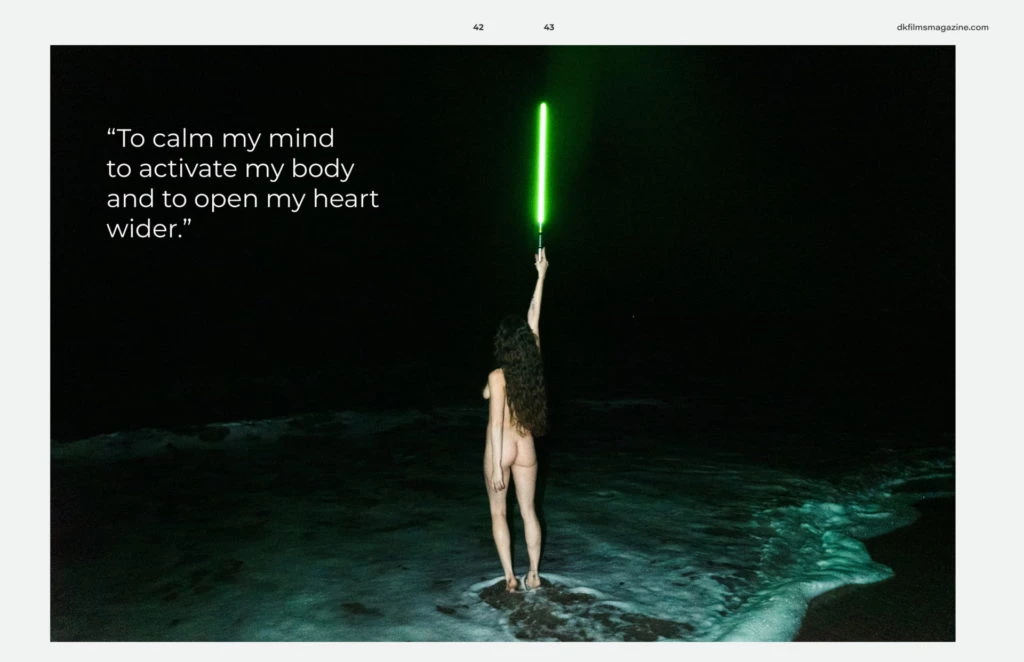 42
43
dkfilmsmagazine.com
“To calm my mind
to activate my body
and to open my heart
wider.”